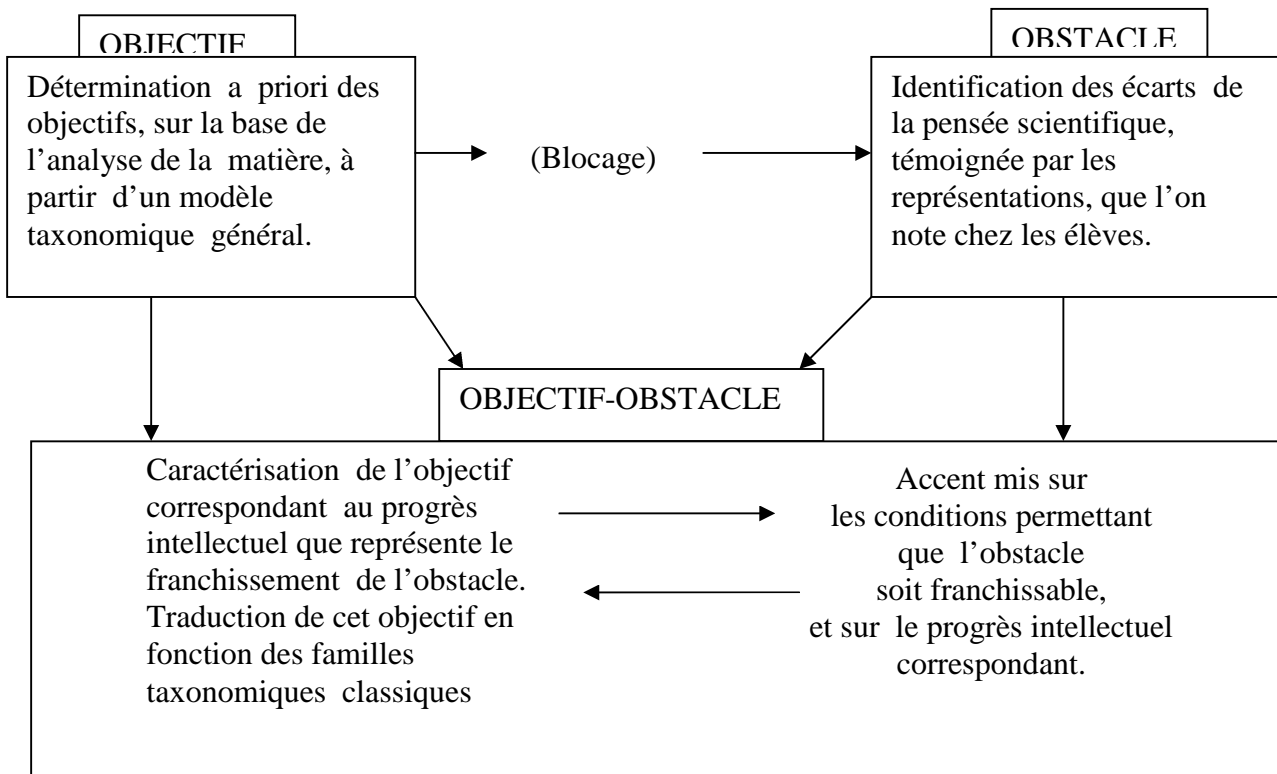 OBJECTIF
Détermination a priori des
objectifs, sur la base de
l’analyse de la matière, à
partir d’un modèle
taxonomique général.
(Blocage)
OBSTACLE
Identification des écarts de
la pensée scientifique,
témoignée par les
représentations, que l’on
note chez les élèves.
OBJECTIF-OBSTACLE
Caractérisation de l’objectif
correspondant au progrès
intellectuel que représente le
franchissement de l’obstacle.
Traduction de cet objectif en
fonction des familles
taxonomiques classiques
Accent mis sur
les conditions permettant
que l’obstacle
soit franchissable,
et sur le progrès intellectuel
correspondant.